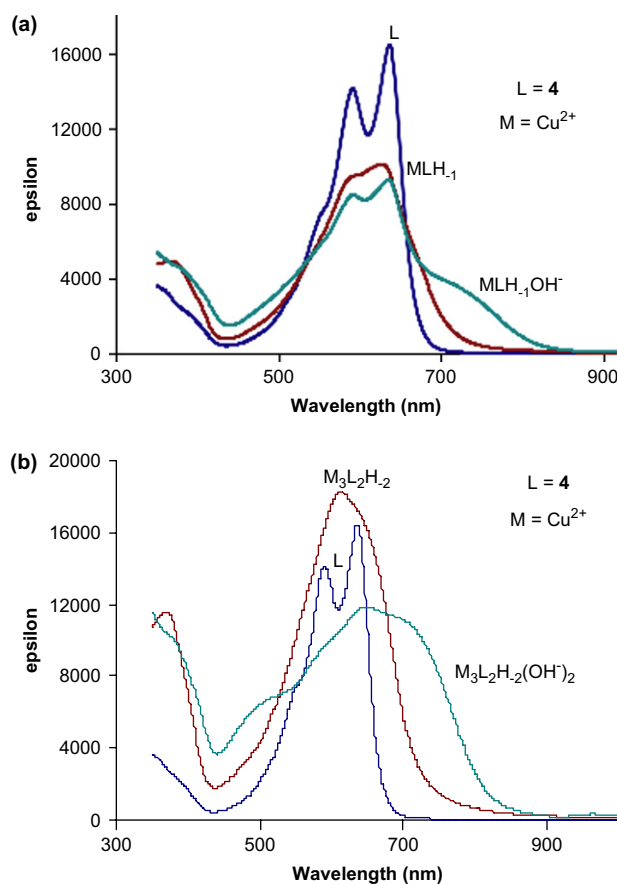 (a)
16000
12000
8000
4000
0
epsilon
L
L = 4
M = Cu²⁺
MLH₋₁
MLH₋₁OH⁻
300
500
700
900
Wavelength (nm)
(b)
20000
16000
12000
8000
4000
0
epsilon
M₃L₂H₋₂
L
L = 4
M = Cu²⁺
M₃L₂H₋₂(OH⁻)₂
300
500
700
900
Wavelength (nm)